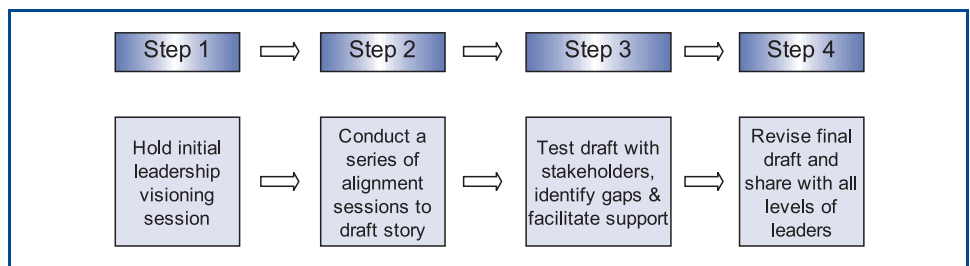 Step 1
Step 2
Step 3
Step 4
Hold initial
leadership
visioning
session
Conduct a
series of
alignment
sessions to
draft story
Test draft with
stakeholders,
identify gaps &
facilitate support
Revise final
draft and
share with all
levels of
leaders